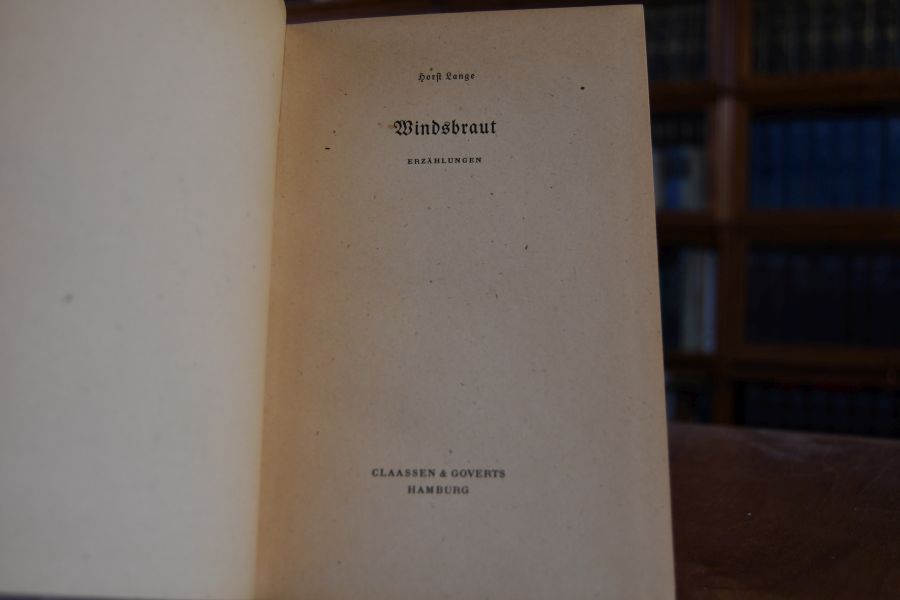 Horst Lange
Windsbraut
ERZÄHLUNGEN
CLAASSEN & GOVERTS
HAMBURG